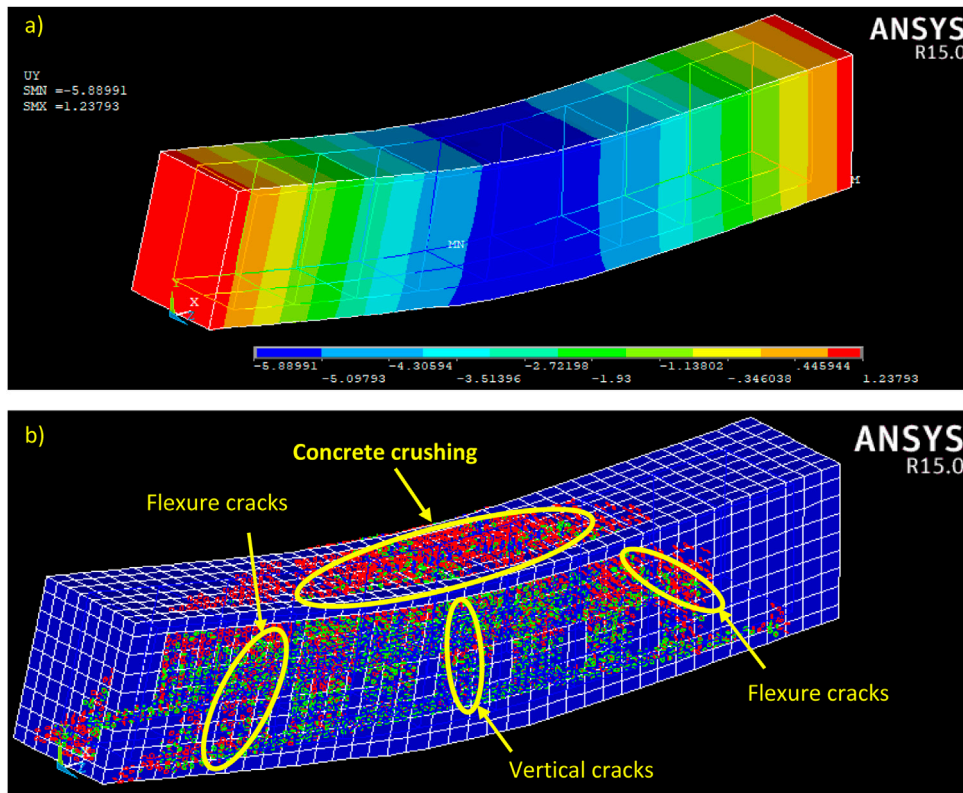 a)
ANSYS
R15.0
UY
SMN =-5.88991
SMX =1.23793
M
MN
Y
X
-5.88991 -4.30594 -2.72198 -1.13802 .445944
-5.09793 -3.51396 -1.93 -.346038 1.23793
b)
ANSYS
R15.0
Concrete crushing
Flexure cracks
Flexure cracks
Vertical cracks